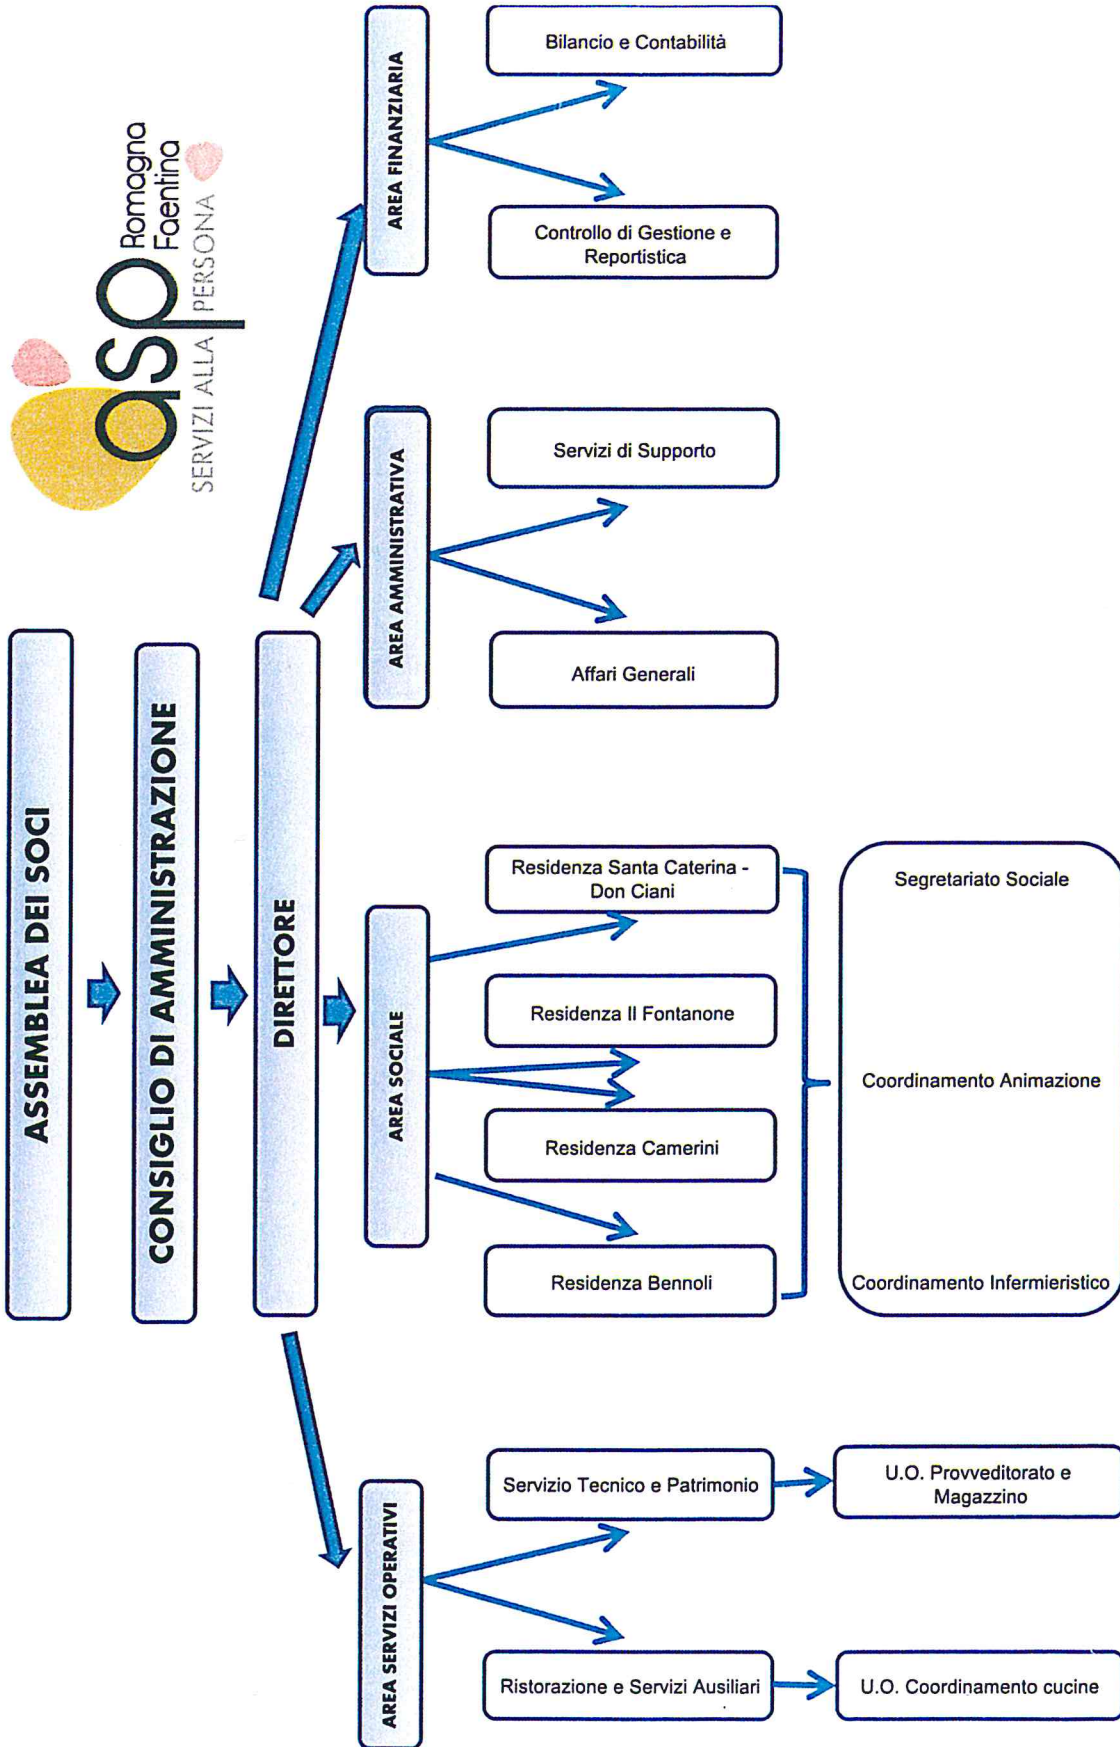 asp Romagna
Faentina
SERVIZI ALLA PERSONA
ASSEMBLEA DEI SOCI
CONSIGLIO DI AMMINISTRAZIONE
DIRETTORE
AREA SERVIZI OPERATIVI
AREA SOCIALE
AREA AMMINISTRATIVA
AREA FINANZIARIA
Ristorazione e Servizi Ausiliari
Servizio Tecnico e Patrimonio
Residenza Bennoli
Residenza Camerini
Residenza Il Fontanone
Residenza Santa Caterina -
Don Ciani
Affari Generali
Servizi di Supporto
Controllo di Gestione e
Reportistica
Bilancio e Contabilità
U.O. Coordinamento cucine
U.O. Provveditorato e
Magazzino
Coordinamento Infermieristico
Coordinamento Animazione
Segretariato Sociale